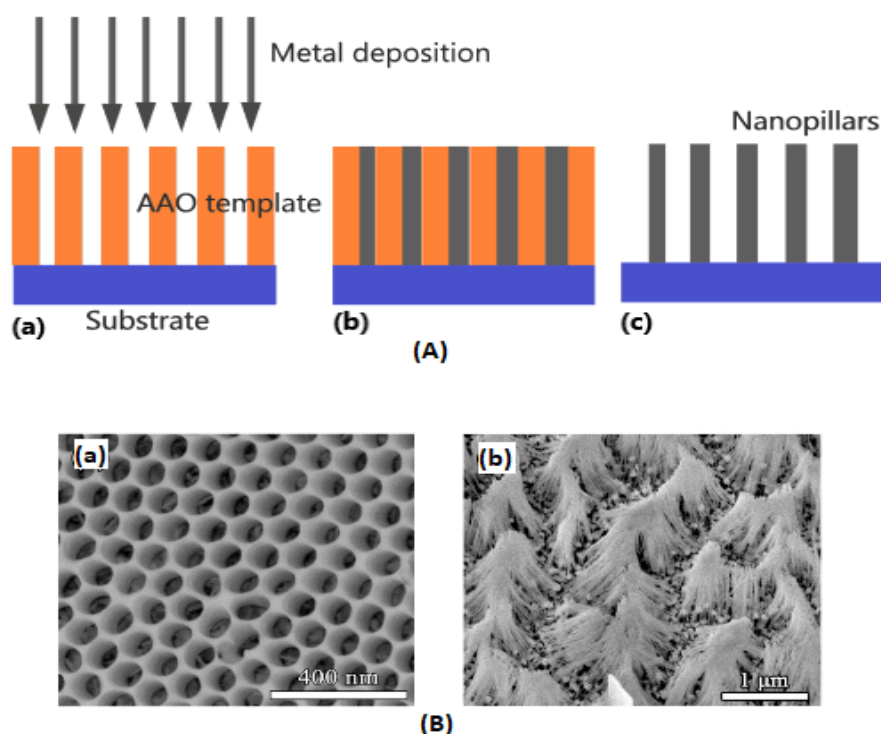 Metal deposition
Nanopillars
AAO template
(a)
Substrate
(b)
(c)
(A)
(a)
(b)
400 nm
1 μm
(B)